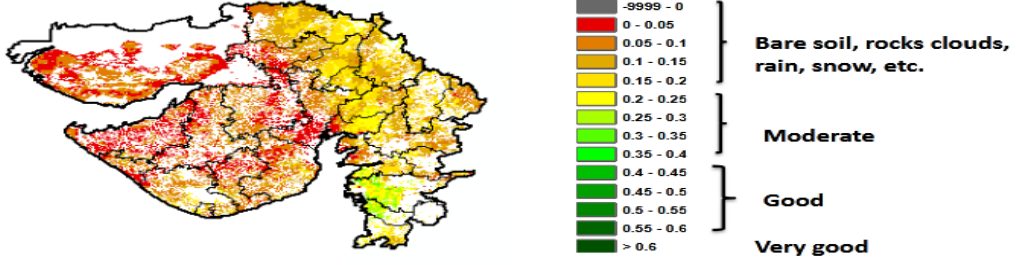 -9999 - 0
0 - 0.05
0.05 - 0.1
0.1 - 0.15
0.15 - 0.2
0.2 - 0.25
0.25 - 0.3
0.3 - 0.35
0.35 - 0.4
0.4 - 0.45
0.45 - 0.5
0.5 - 0.55
0.55 - 0.6
> 0.6
Bare soil, rocks clouds,
rain, snow, etc.
Moderate
Good
Very good